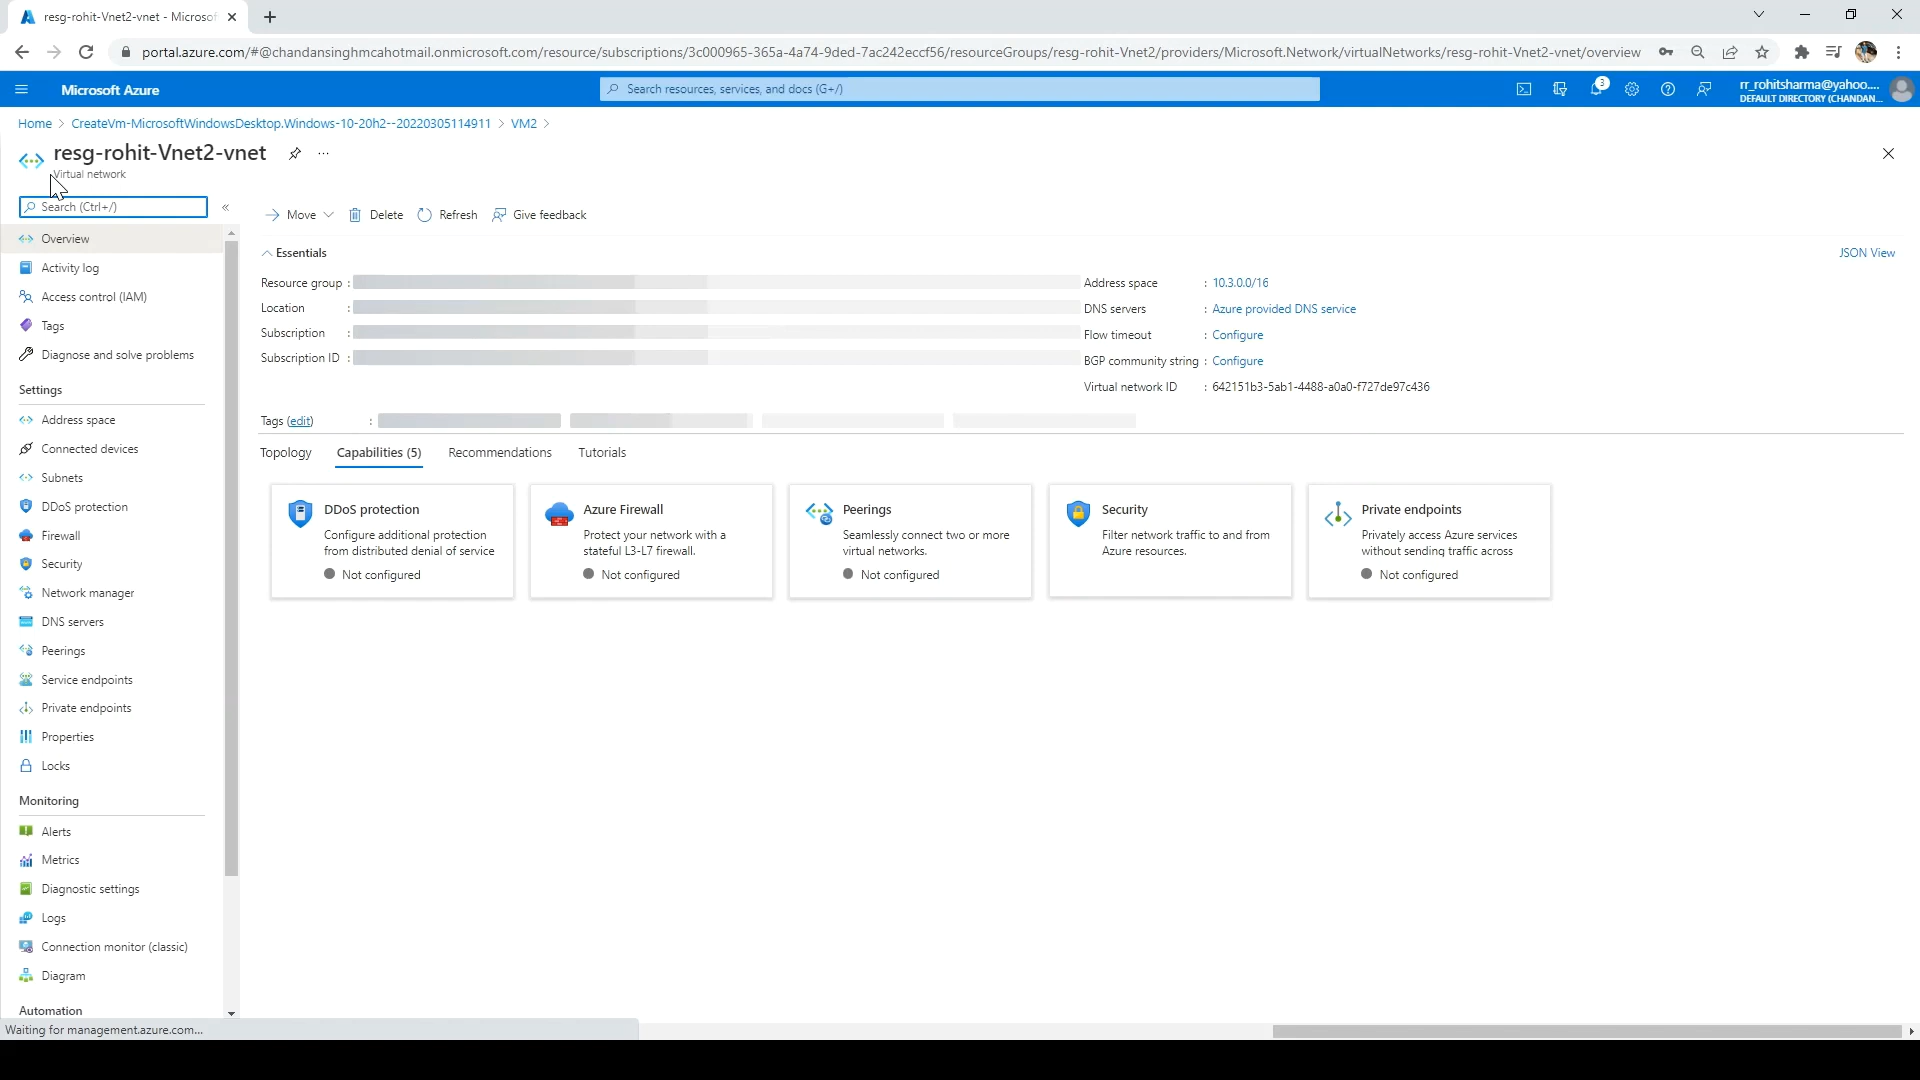 resg-rohit-Vnet2-vnet - Microsof
portal.azure.com/#@chandansinghmcahotmail.onmicrosoft.com/resource/subscriptions/3c000965-365a-4a74-9ded-7ac242eccf56/resourceGroups/resg-rohit-Vnet2/providers/Microsoft.Network/virtualNetworks/resg-rohit-Vnet2-vnet/overview
Microsoft Azure
Search resources, services, and docs (G+/)
3
rr_rohitsharma@yahoo....
DEFAULT DIRECTORY (CHANDAN...
Home > CreateVm-MicrosoftWindowsDesktop.Windows-10-20h2--20220305114911 > VM2 >
resg-rohit-Vnet2-vnet
Virtual network
Search (Ctrl+/)
Overview
Activity log
Access control (IAM)
Tags
Diagnose and solve problems
Settings
Address space
Connected devices
Subnets
DDoS protection
Firewall
Security
Network manager
DNS servers
Peerings
Service endpoints
Private endpoints
Properties
Locks
Monitoring
Alerts
Metrics
Diagnostic settings
Logs
Connection monitor (classic)
Diagram
Automation
Move
Delete
Refresh
Give feedback
Essentials
JSON View
Resource group :
Location :
Subscription :
Subscription ID :
Address space : 10.3.0.0/16
DNS servers : Azure provided DNS service
Flow timeout : Configure
BGP community string : Configure
Virtual network ID : 642151b3-5ab1-4488-a0a0-f727de97c436
Tags (edit) :
Topology
Capabilities (5)
Recommendations
Tutorials
DDoS protection
Configure additional protection
from distributed denial of service
Not configured
Azure Firewall
Protect your network with a
stateful L3-L7 firewall.
Not configured
Peerings
Seamlessly connect two or more
virtual networks.
Not configured
Security
Filter network traffic to and from
Azure resources.
Private endpoints
Privately access Azure services
without sending traffic across
Not configured
Waiting for management.azure.com...